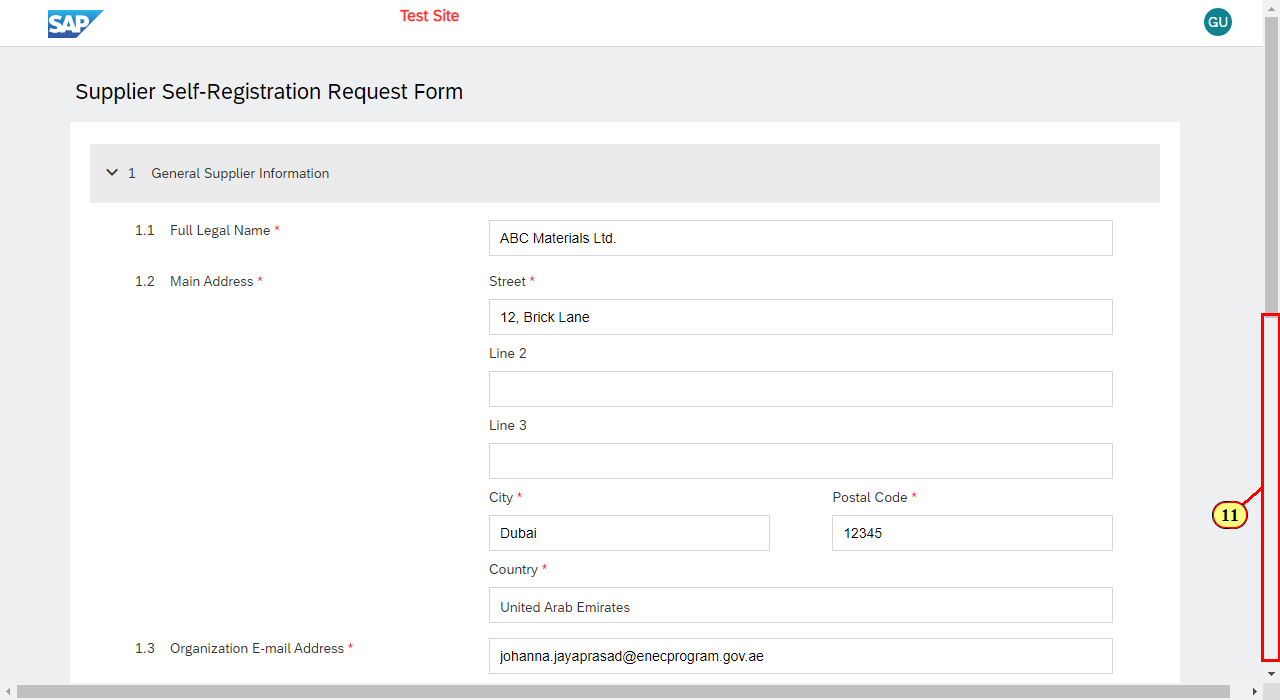 SAP
Test Site
GU
Supplier Self-Registration Request Form
1 General Supplier Information
1.1 Full Legal Name *
ABC Materials Ltd.
1.2 Main Address *
Street *
12, Brick Lane
Line 2
Line 3
City * Postal Code *
Dubai 12345
Country *
United Arab Emirates
11
1.3 Organization E-mail Address *
johanna.jayaprasad@enecprogram.gov.ae